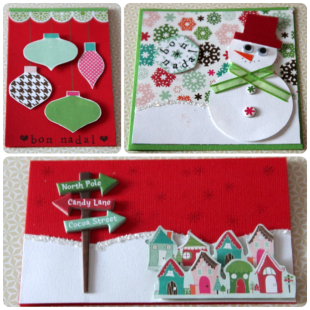 bon nadal
bon
nadal
North Pole
Candy Lane
Cocoa Street